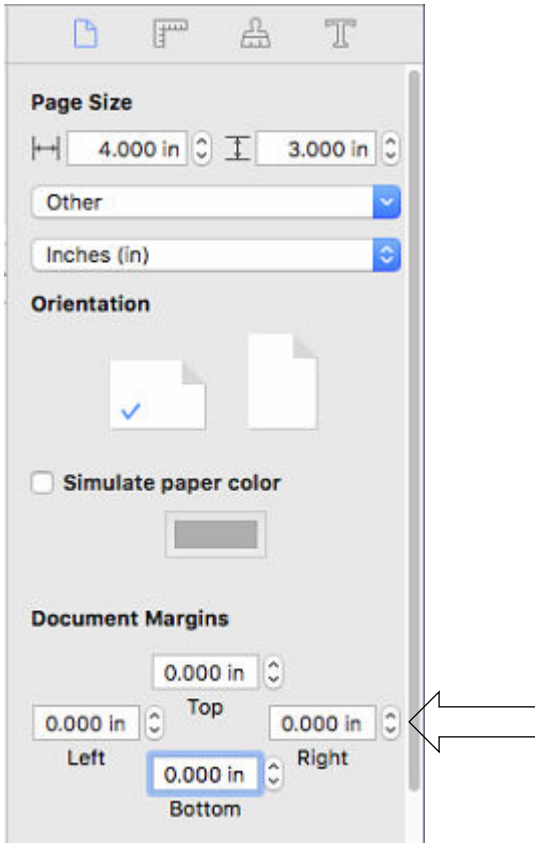 T
Page Size
4.000 in 3.000 in
Other
Inches (in)
Orientation
Simulate paper color
Document Margins
0.000 in
Top
0.000 in 0.000 in
Left Right
0.000 in
Bottom